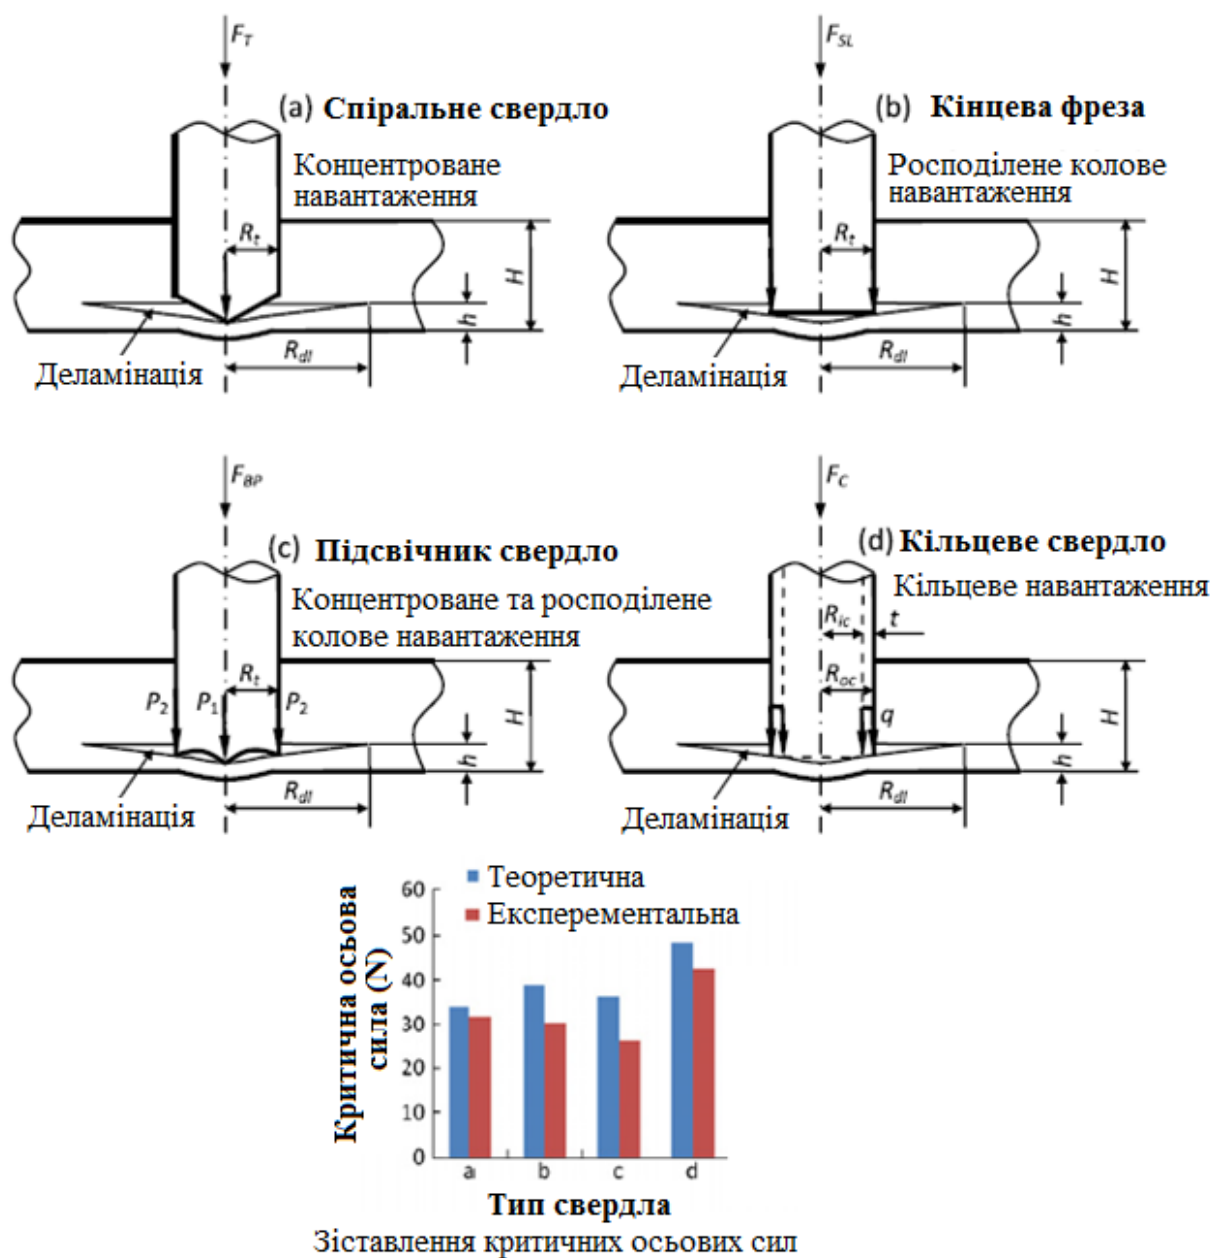 F_T
(a) Спіральне свердло
Концентроване
навантаження
R_t
H
h
R_dl
Деламінація
F_SL
(b) Кінцева фреза
Росподілене колове
навантаження
R_t
H
h
R_dl
Деламінація
F_BP
(c) Підсвічник свердло
Концентроване та росподілене
колове навантаження
P_2 P_1 R_t P_2
H
h
R_dl
Деламінація
F_C
(d) Кільцеве свердло
Кільцеве навантаження
R_ic t
R_oc
q
H
h
R_dl
Деламінація
Теоретична
Експерементальна
Критична осьова
сила (N)
60
50
40
30
20
10
0
a b c d
Тип свердла
Зіставлення критичних осьових сил